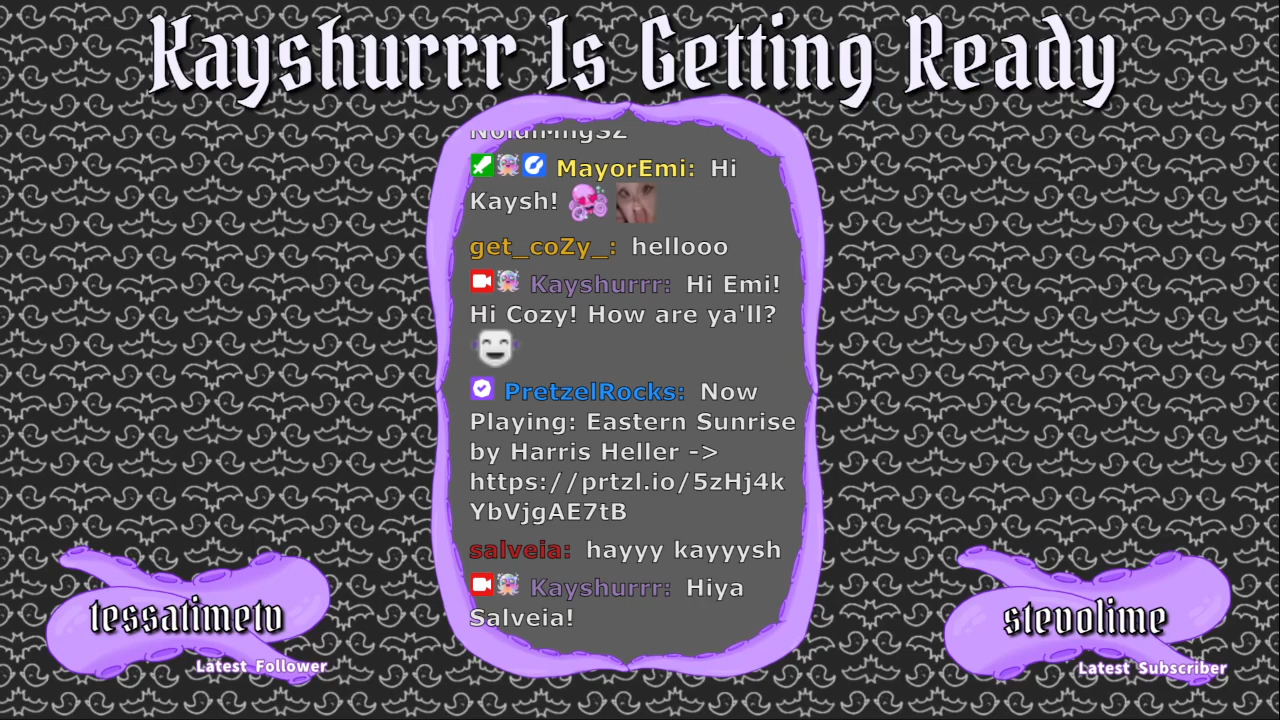 Kayshurrr Is Getting Ready
MayorEmi: Hi
Kaysh!
get_coZy_: hellooo
Kayshurrr: Hi Emi!
Hi Cozy! How are ya'll?
PretzelRocks: Now
Playing: Eastern Sunrise
by Harris Heller ->
https://prtzl.io/5zHj4k
YbVjgAE7tB
salveia: hayyy kayyysh
Kayshurrr: Hiya
Salveia!
tessatimetv
Latest Follower
stevolime
Latest Subscriber